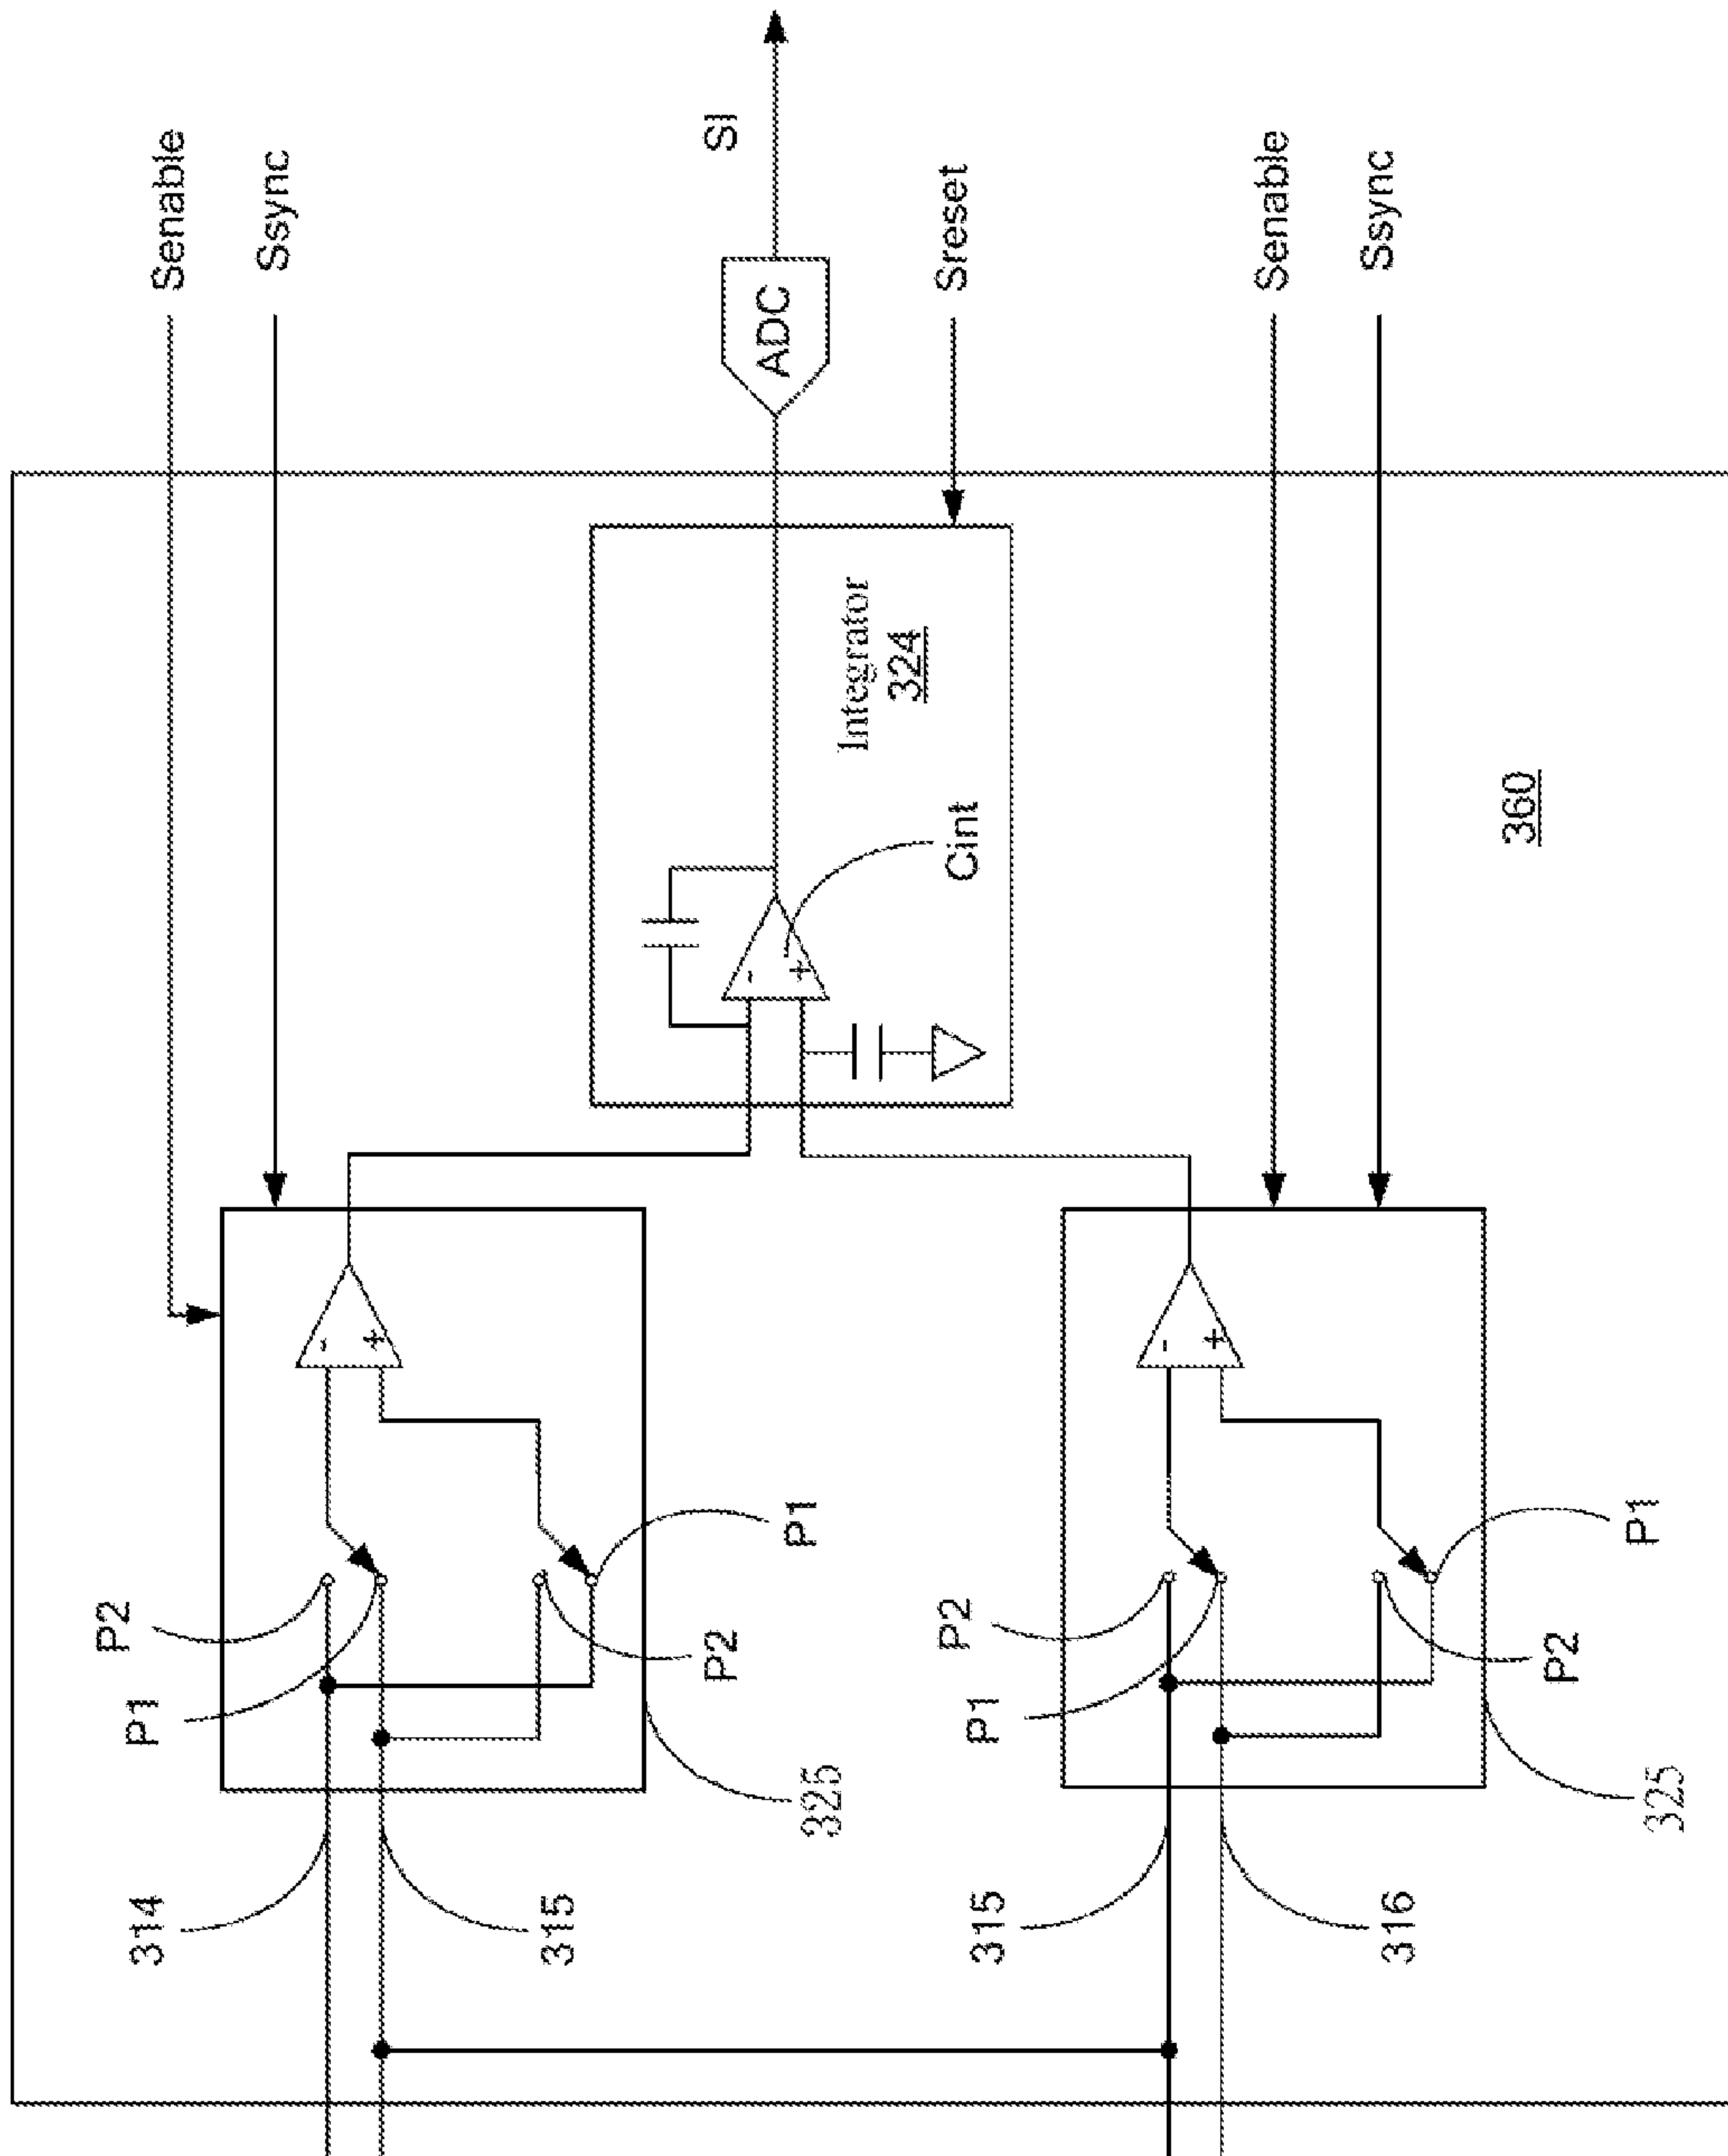 Senable
Ssync
P2
P1
314
315
P2
P1
325
SI
ADC
Integrator
324
Cint
Sreset
P2
P1
315
316
P2
P1
325
Senable
Ssync
360
-
+
-
+
-
+